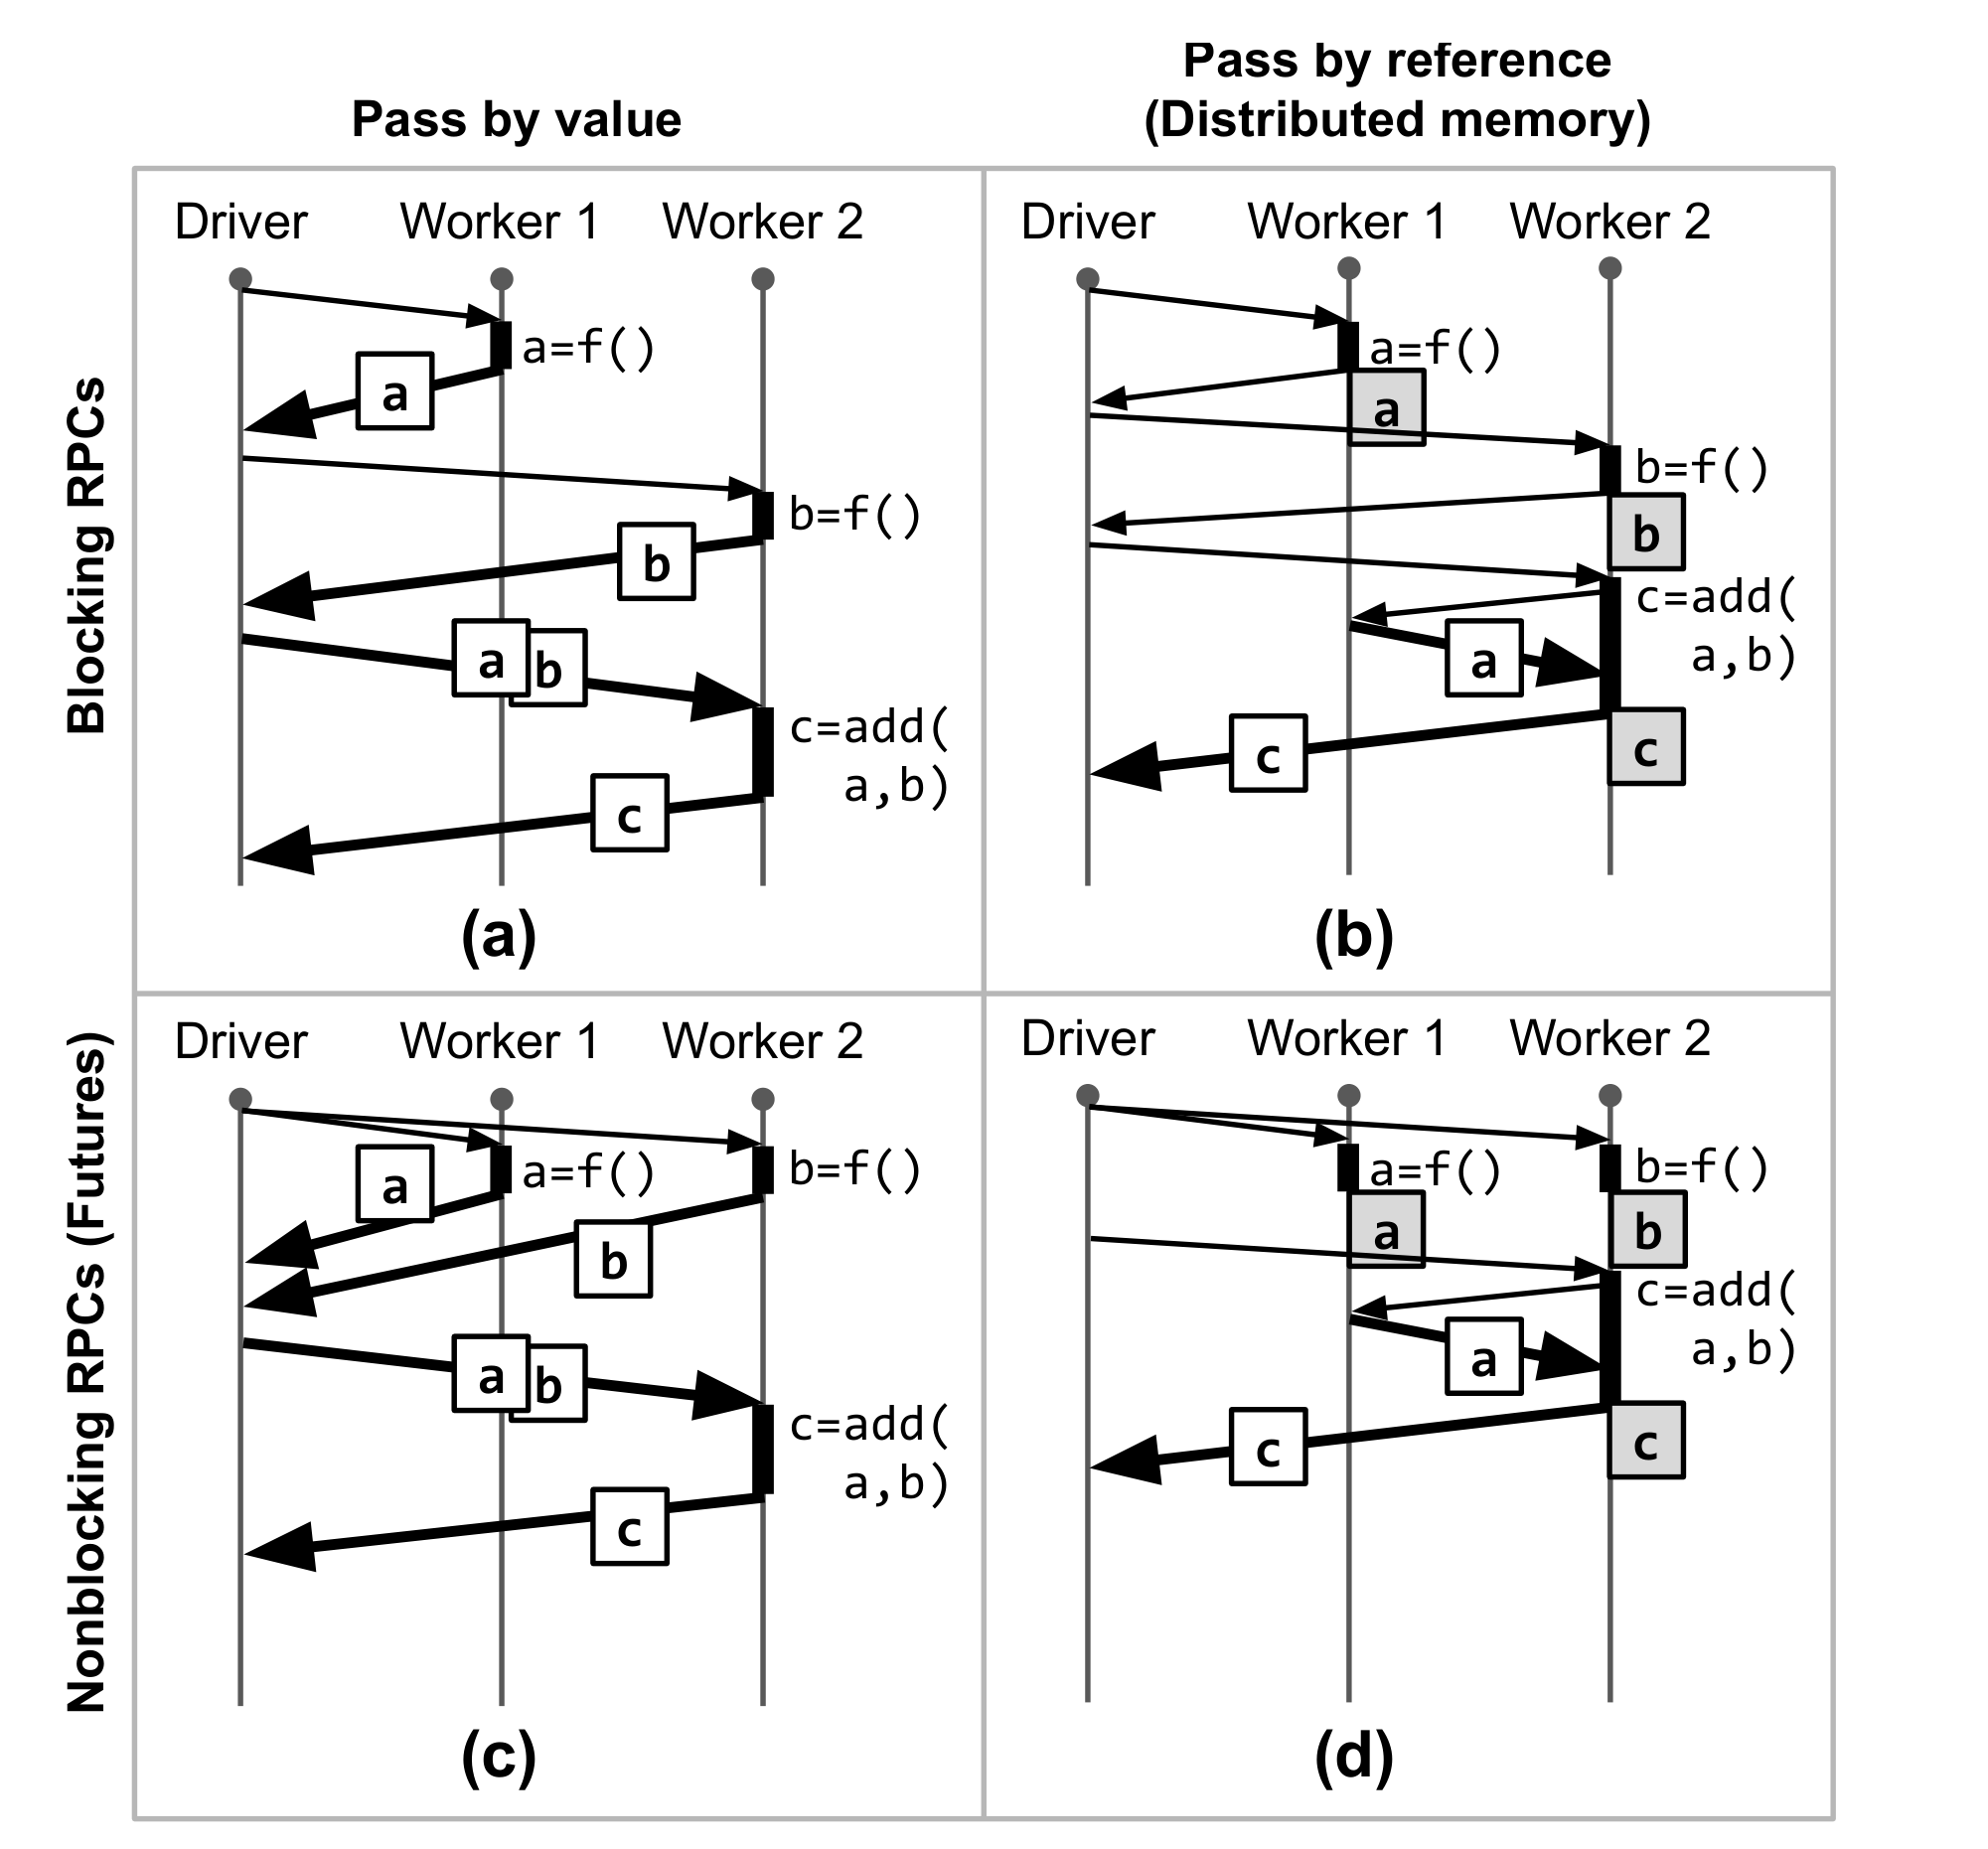 Pass by value
Pass by reference
(Distributed memory)
Blocking RPCs
Driver Worker 1 Worker 2
a=f()
a
b=f()
b
a b
c=add(
a,b)
c
(a)
Driver Worker 1 Worker 2
a=f()
a
b=f()
b
c=add(
a,b)
a
c
c
(b)
Nonblocking RPCs (Futures)
Driver Worker 1 Worker 2
a=f()
b=f()
a
b
a b
c=add(
a,b)
c
(c)
Driver Worker 1 Worker 2
a=f()
b=f()
a
b
c=add(
a,b)
a
c
c
(d)